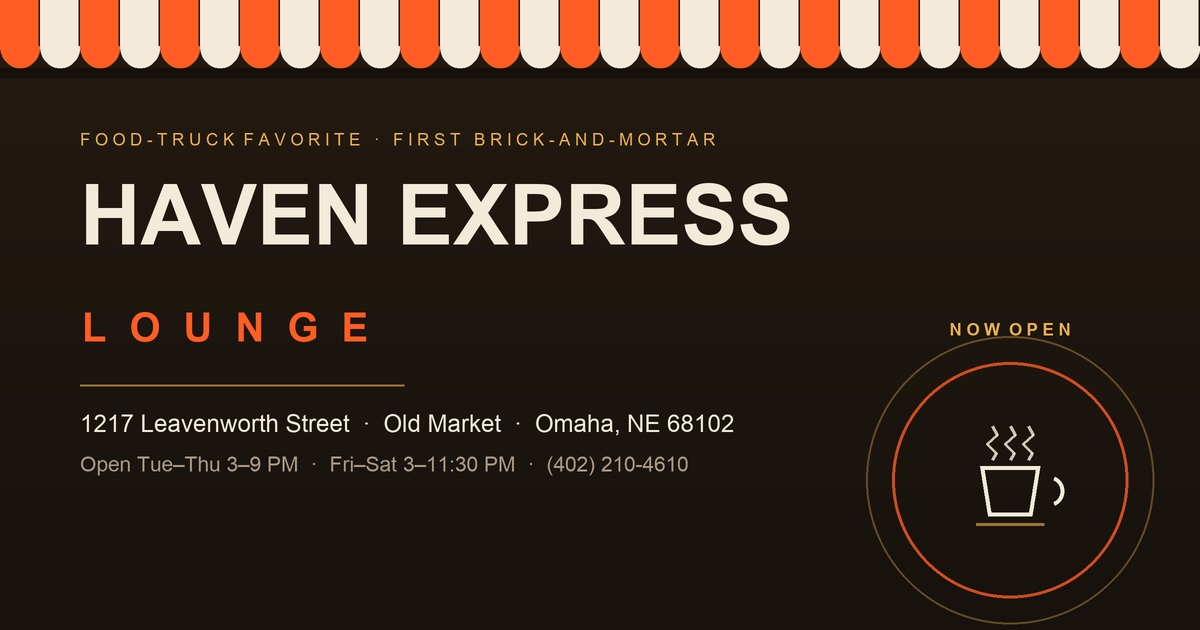 FOOD-TRUCK FAVORITE · FIRST BRICK-AND-MORTAR
HAVEN EXPRESS
LOUNGE
NOW OPEN
1217 Leavenworth Street · Old Market · Omaha, NE 68102
Open Tue–Thu 3–9 PM · Fri–Sat 3–11:30 PM · (402) 210-4610